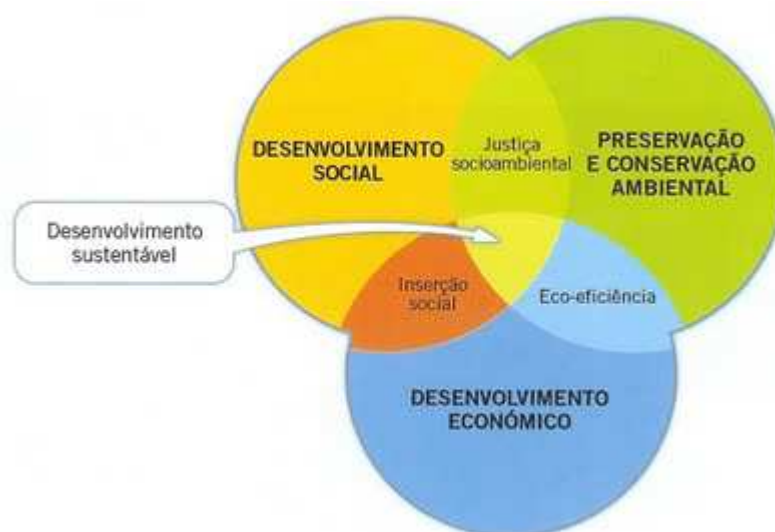 DESENVOLVIMENTO
SOCIAL
Justiça
socioambiental
PRESERVAÇÃO
E CONSERVAÇÃO
AMBIENTAL
Desenvolvimento
sustentável
Inserção
social
Eco-eficiência
DESENVOLVIMENTO
ECONÓMICO